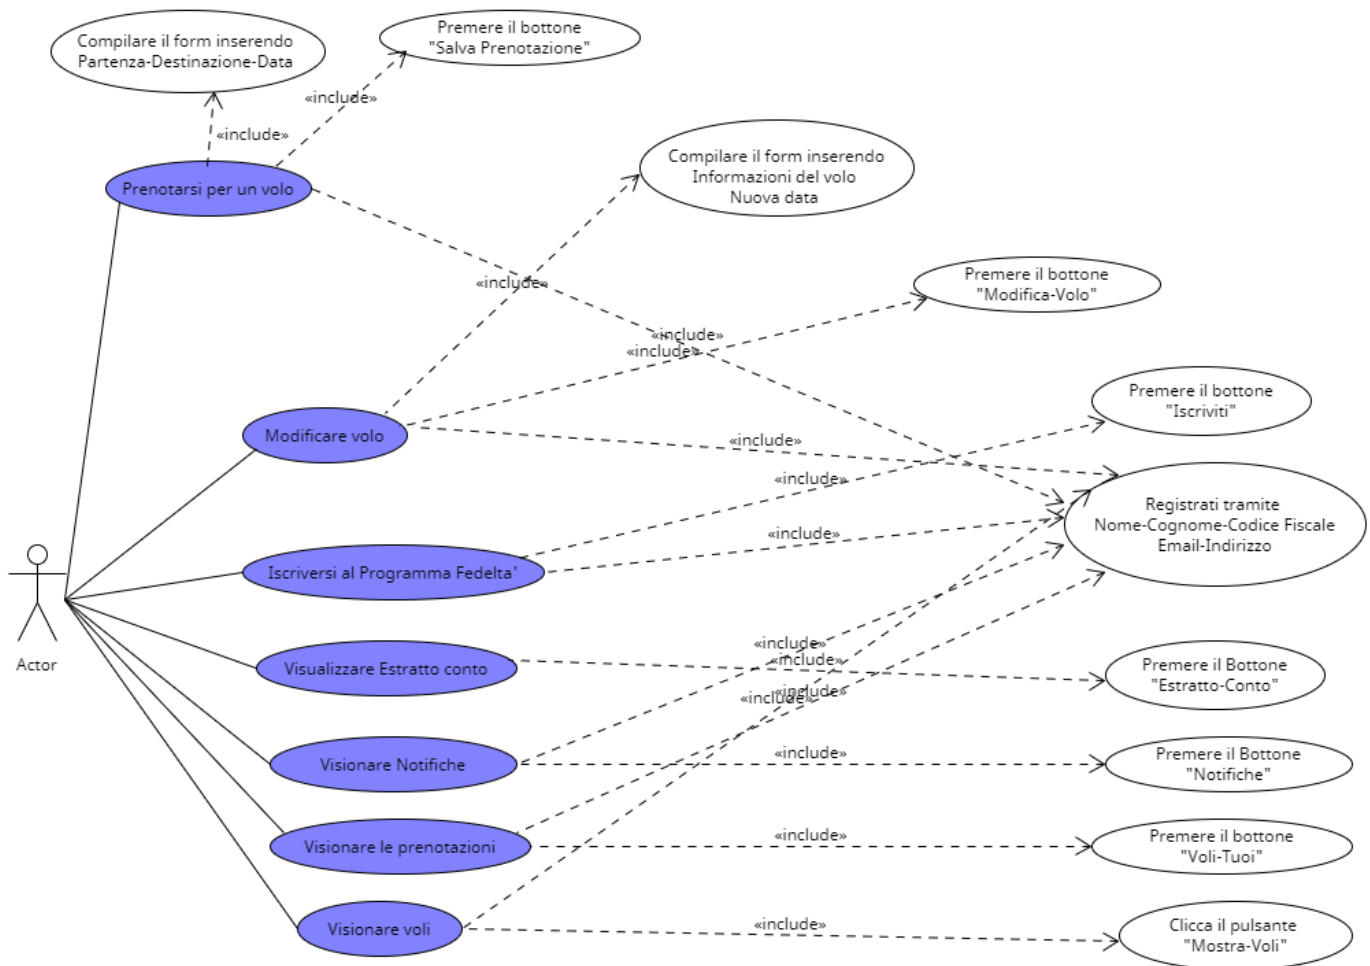 Compilare il form inserendo
Partenza-Destinazione-Data
Premere il bottone
"Salva Prenotazione"
«include»
«include»
Prenotarsi per un volo
Compilare il form inserendo
Informazioni del volo
Nuova data
«include»
Premere il bottone
"Modifica-Volo"
«include»
«include»
Modificare volo
«include»
Premere il bottone
"Iscriviti"
«include»
Registrati tramite
Nome-Cognome-Codice Fiscale
Email-Indirizzo
«include»
Iscriversi al Programma Fedelta'
Actor
Visualizzare Estratto conto
«include»
«include»
«include»
«include»
Premere il Bottone
"Estratto-Conto"
Visionare Notifiche
«include»
Premere il Bottone
"Notifiche"
Visionare le prenotazioni
«include»
Premere il bottone
"Voli-Tuoi"
Visionare voli
«include»
Clicca il pulsante
"Mostra-Voli"